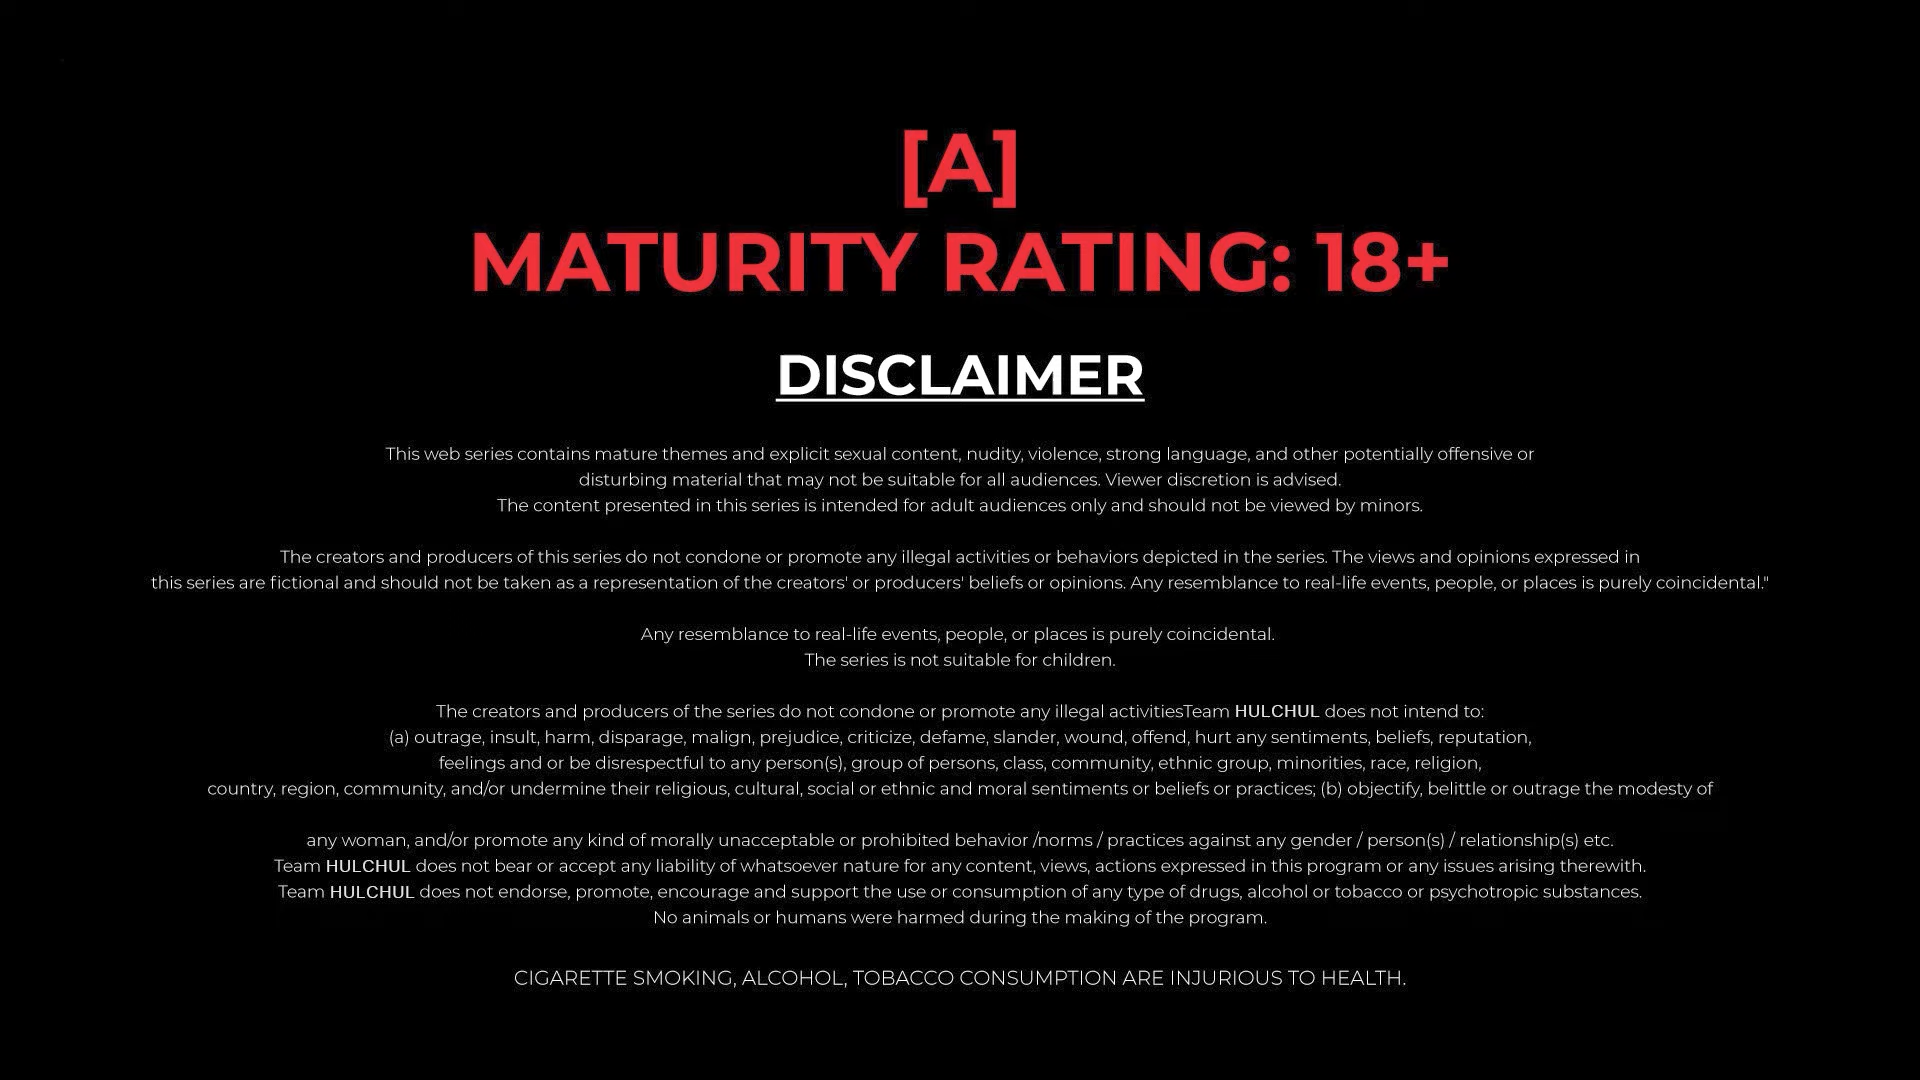 [A]
MATURITY RATING: 18+
DISCLAIMER
This web series contains mature themes and explicit sexual content, nudity, violence, strong language, and other potentially offensive or
disturbing material that may not be suitable for all audiences. Viewer discretion is advised.
The content presented in this series is intended for adult audiences only and should not be viewed by minors.
The creators and producers of this series do not condone or promote any illegal activities or behaviors depicted in the series. The views and opinions expressed in
this series are fictional and should not be taken as a representation of the creators' or producers' beliefs or opinions. Any resemblance to real-life events, people, or places is purely coincidental."
Any resemblance to real-life events, people, or places is purely coincidental.
The series is not suitable for children.
The creators and producers of the series do not condone or promote any illegal activitiesTeam HULCHUL does not intend to:
(a) outrage, insult, harm, disparage, malign, prejudice, criticize, defame, slander, wound, offend, hurt any sentiments, beliefs, reputation,
feelings and or be disrespectful to any person(s), group of persons, class, community, ethnic group, minorities, race, religion,
country, region, community, and/or undermine their religious, cultural, social or ethnic and moral sentiments or beliefs or practices; (b) objectify, belittle or outrage the modesty of
any woman, and/or promote any kind of morally unacceptable or prohibited behavior /norms / practices against any gender / person(s) / relationship(s) etc.
Team HULCHUL does not bear or accept any liability of whatsoever nature for any content, views, actions expressed in this program or any issues arising therewith.
Team HULCHUL does not endorse, promote, encourage and support the use or consumption of any type of drugs, alcohol or tobacco or psychotropic substances.
No animals or humans were harmed during the making of the program.
CIGARETTE SMOKING, ALCOHOL, TOBACCO CONSUMPTION ARE INJURIOUS TO HEALTH.